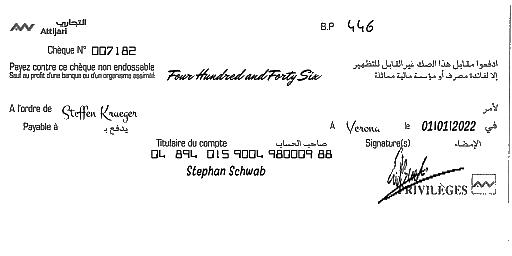 التجاري
Attijari
B.P 446
Chèque N° 007182
Payez contre ce chèque non endossable
Sauf au profit d'une banque ou d'un organisme assimilé
Four Hundred and Forty Six
ادفعوا مقابل هذا الصك غير القابل للتظهير
إلا لفائدة مصرف أو مؤسسة مالية مماثلة
A l'ordre de Steffen Krueger
لأمر
Payable à
يدفع بـ
A Verona le 01/01/2022 في
Titulaire du compte صاحب الحساب
Signature(s) الإمضاء
04 894 015 9004 980009 88
Stephan Schwab
PRIVILÈGES